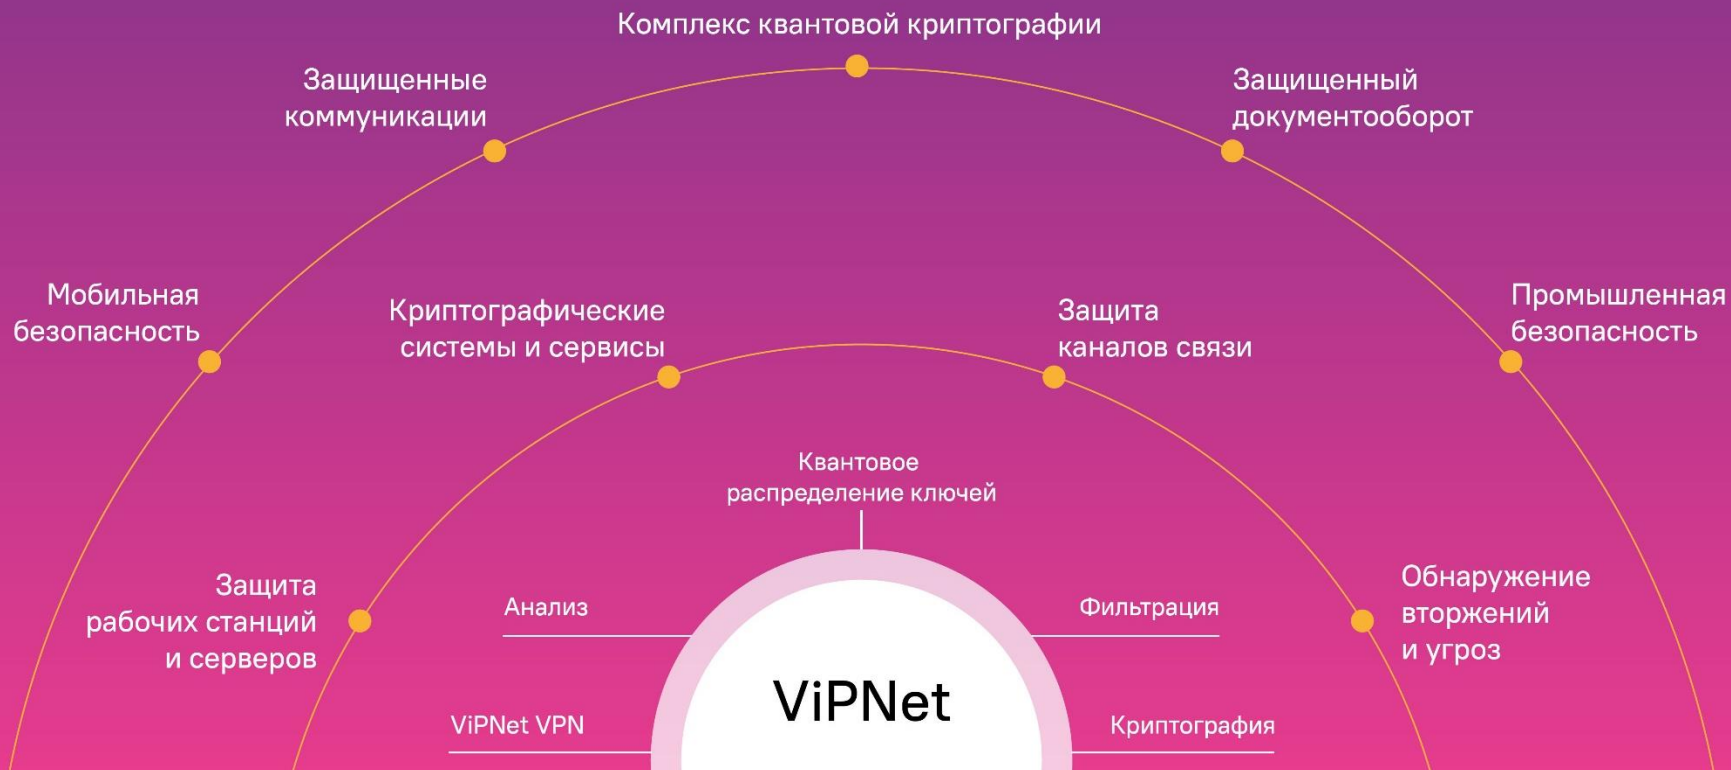 Комплекс квантовой криптографии
Защищенные
коммуникации
Защищенный
документооборот
Мобильная
безопасность
Криптографические
системы и сервисы
Защита
каналов связи
Промышленная
безопасность
Квантовое
распределение ключей
Защита
рабочих станций
и серверов
Анализ
Фильтрация
Обнаружение
вторжений
и угроз
ViPNet
ViPNet VPN
Криптография